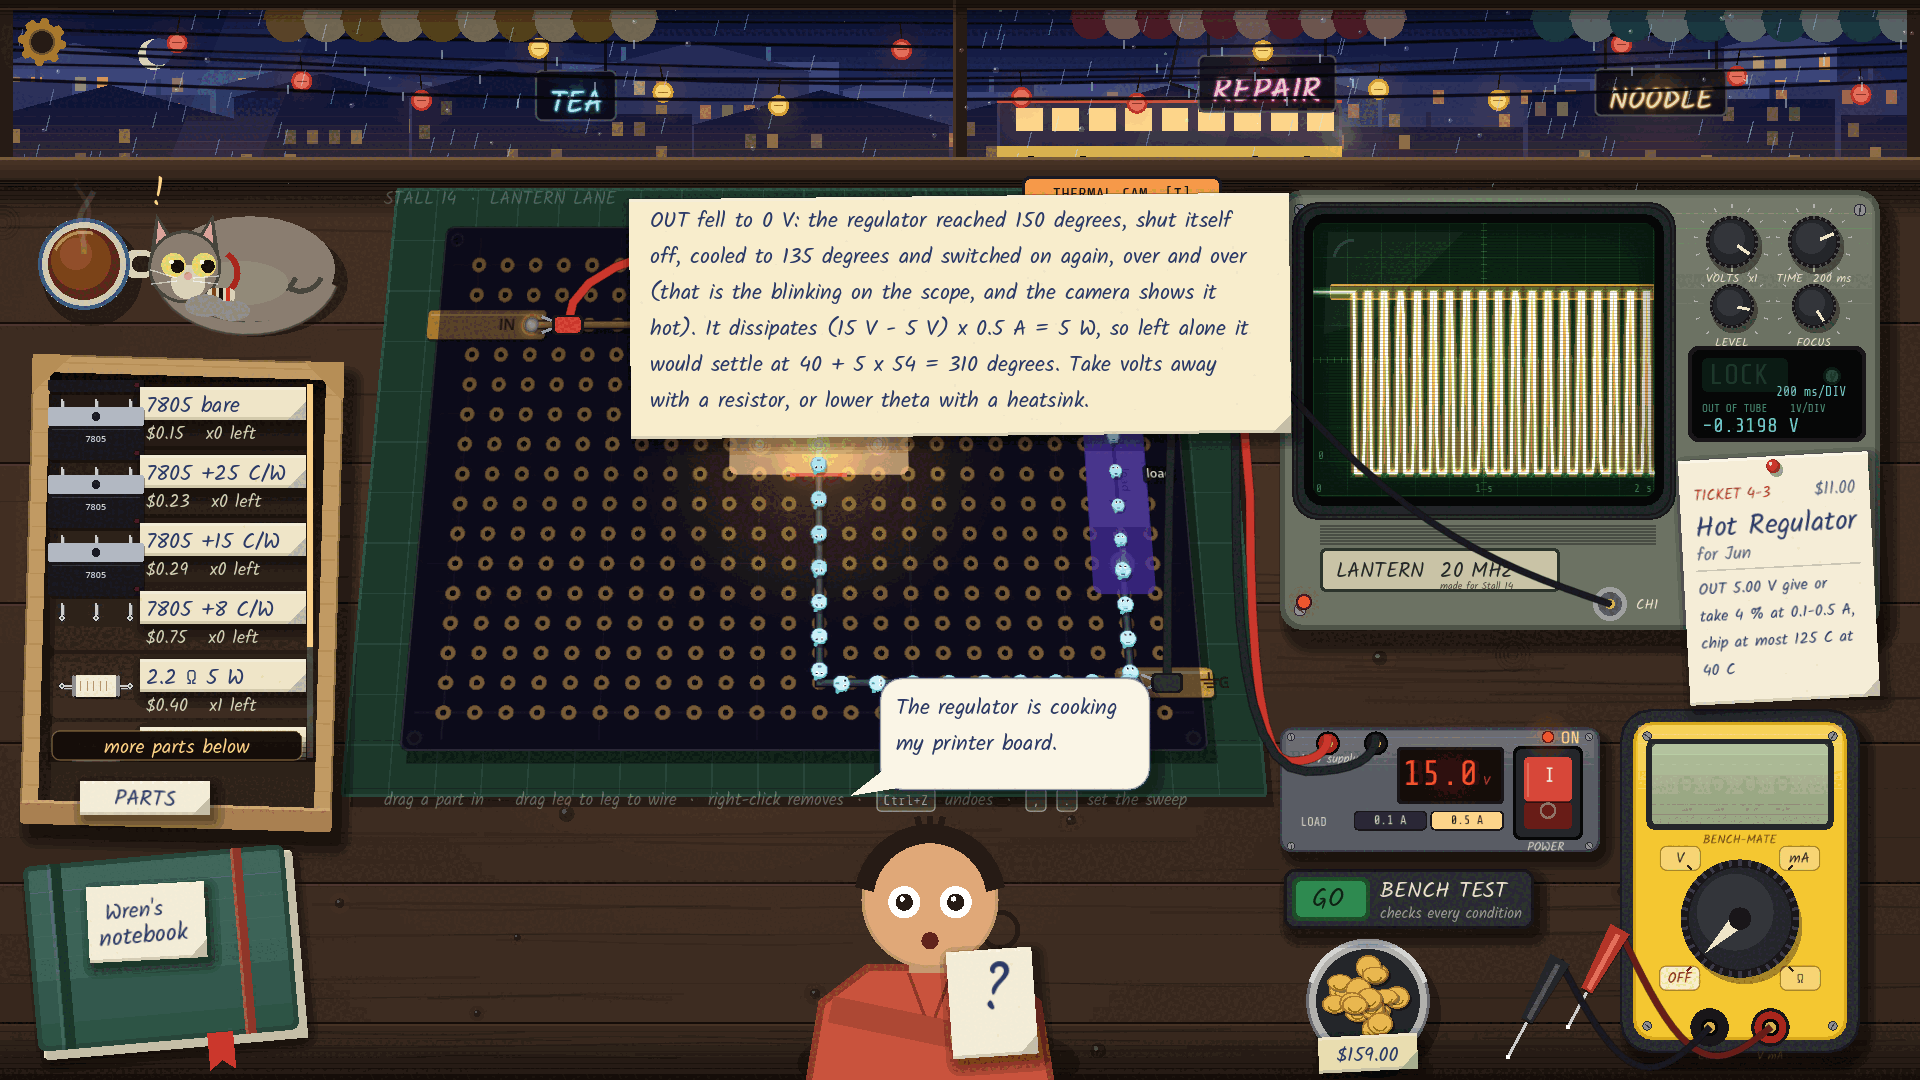 TEA
REPAIR
NOODLE
STALL 14 · LANTERN LANE
THERMAL CAM [T]
OUT fell to 0 V: the regulator reached 150 degrees, shut itself
off, cooled to 135 degrees and switched on again, over and over
(that is the blinking on the scope, and the camera shows it
hot). It dissipates (15 V - 5 V) x 0.5 A = 5 W, so left alone it
would settle at 40 + 5 x 54 = 310 degrees. Take volts away
with a resistor, or lower theta with a heatsink.
IN
G
7805
7805 bare
$0.15 x0 left
7805
7805 +25 C/W
$0.23 x0 left
7805
7805 +15 C/W
$0.29 x0 left
7805 +8 C/W
$0.75 x0 left
2.2 Ω 5 W
$0.40 x1 left
more parts below
PARTS
Wren's
notebook
The regulator is cooking
my printer board.
drag a part in · drag leg to leg to wire · right-click removes · Ctrl+Z undoes · , . set the sweep
?
0
0
1 s
2 s
VOLTS x1
TIME 200 ms
LEVEL
FOCUS
LOCK
200 ms/DIV
OUT OF TUBE 1V/DIV
-0.3198 V
LANTERN 20 MHz
made for Stall 14
CH1
TICKET 4-3 $11.00
Hot Regulator
for Jun
OUT 5.00 V give or
take 4 % at 0.1-0.5 A,
chip at most 125 C at
40 C
supply
15.0 V
ON
I
LOAD
0.1 A
0.5 A
POWER
GO
BENCH TEST
checks every condition
$159.00
BENCH-MATE
V
mA
OFF
Ω